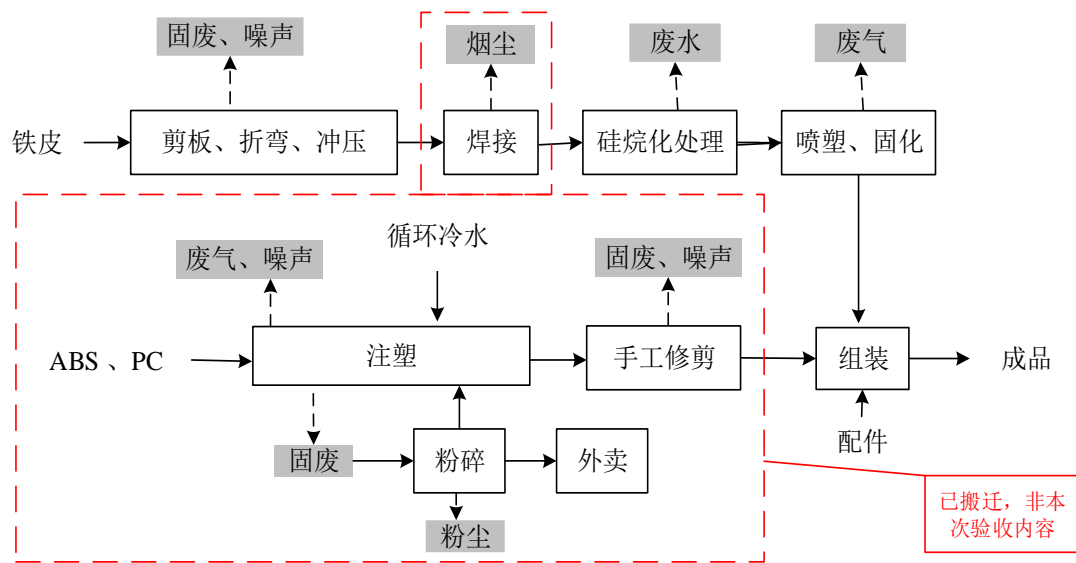 固废、噪声
烟尘
废水
废气
铁皮
剪板、折弯、冲压
焊接
硅烷化处理
喷塑、固化
循环冷水
废气、噪声
固废、噪声
ABS 、PC
注塑
手工修剪
组装
成品
固废
粉碎
外卖
配件
粉尘
已搬迁，非本
次验收内容